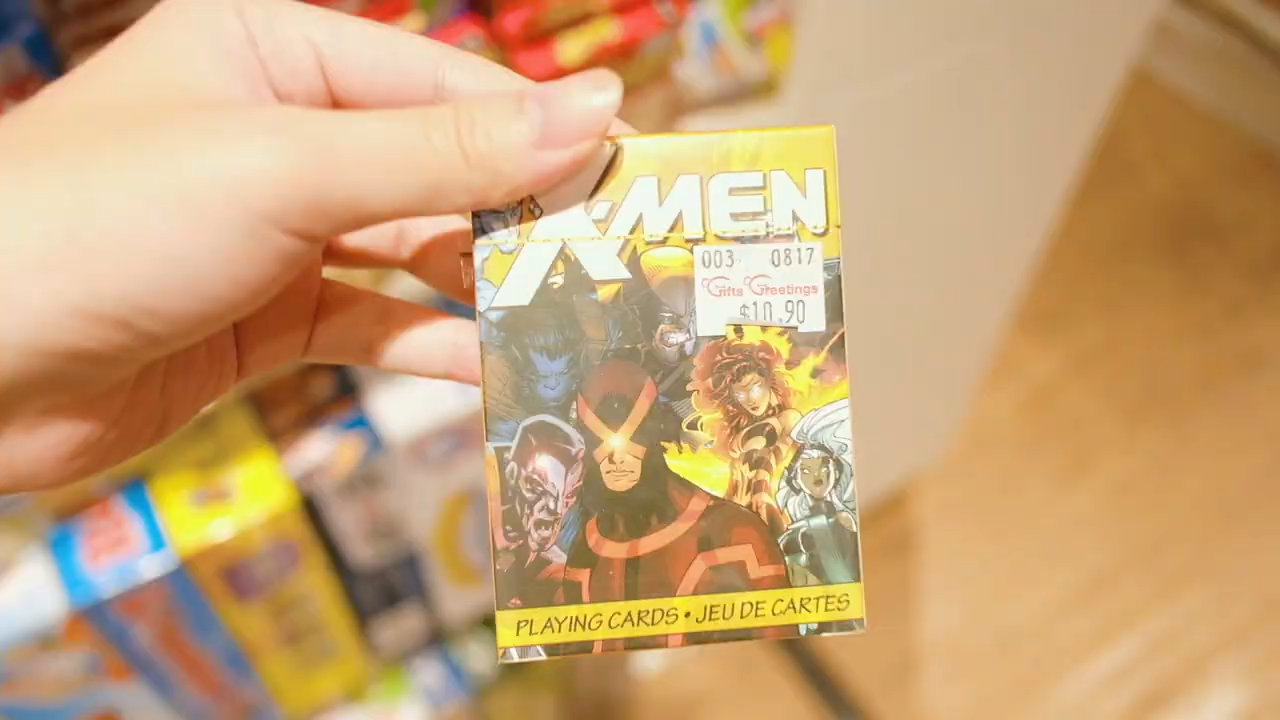 X-MEN
003 0817
Gifts Greetings
$10.90
PLAYING CARDS • JEU DE CARTES